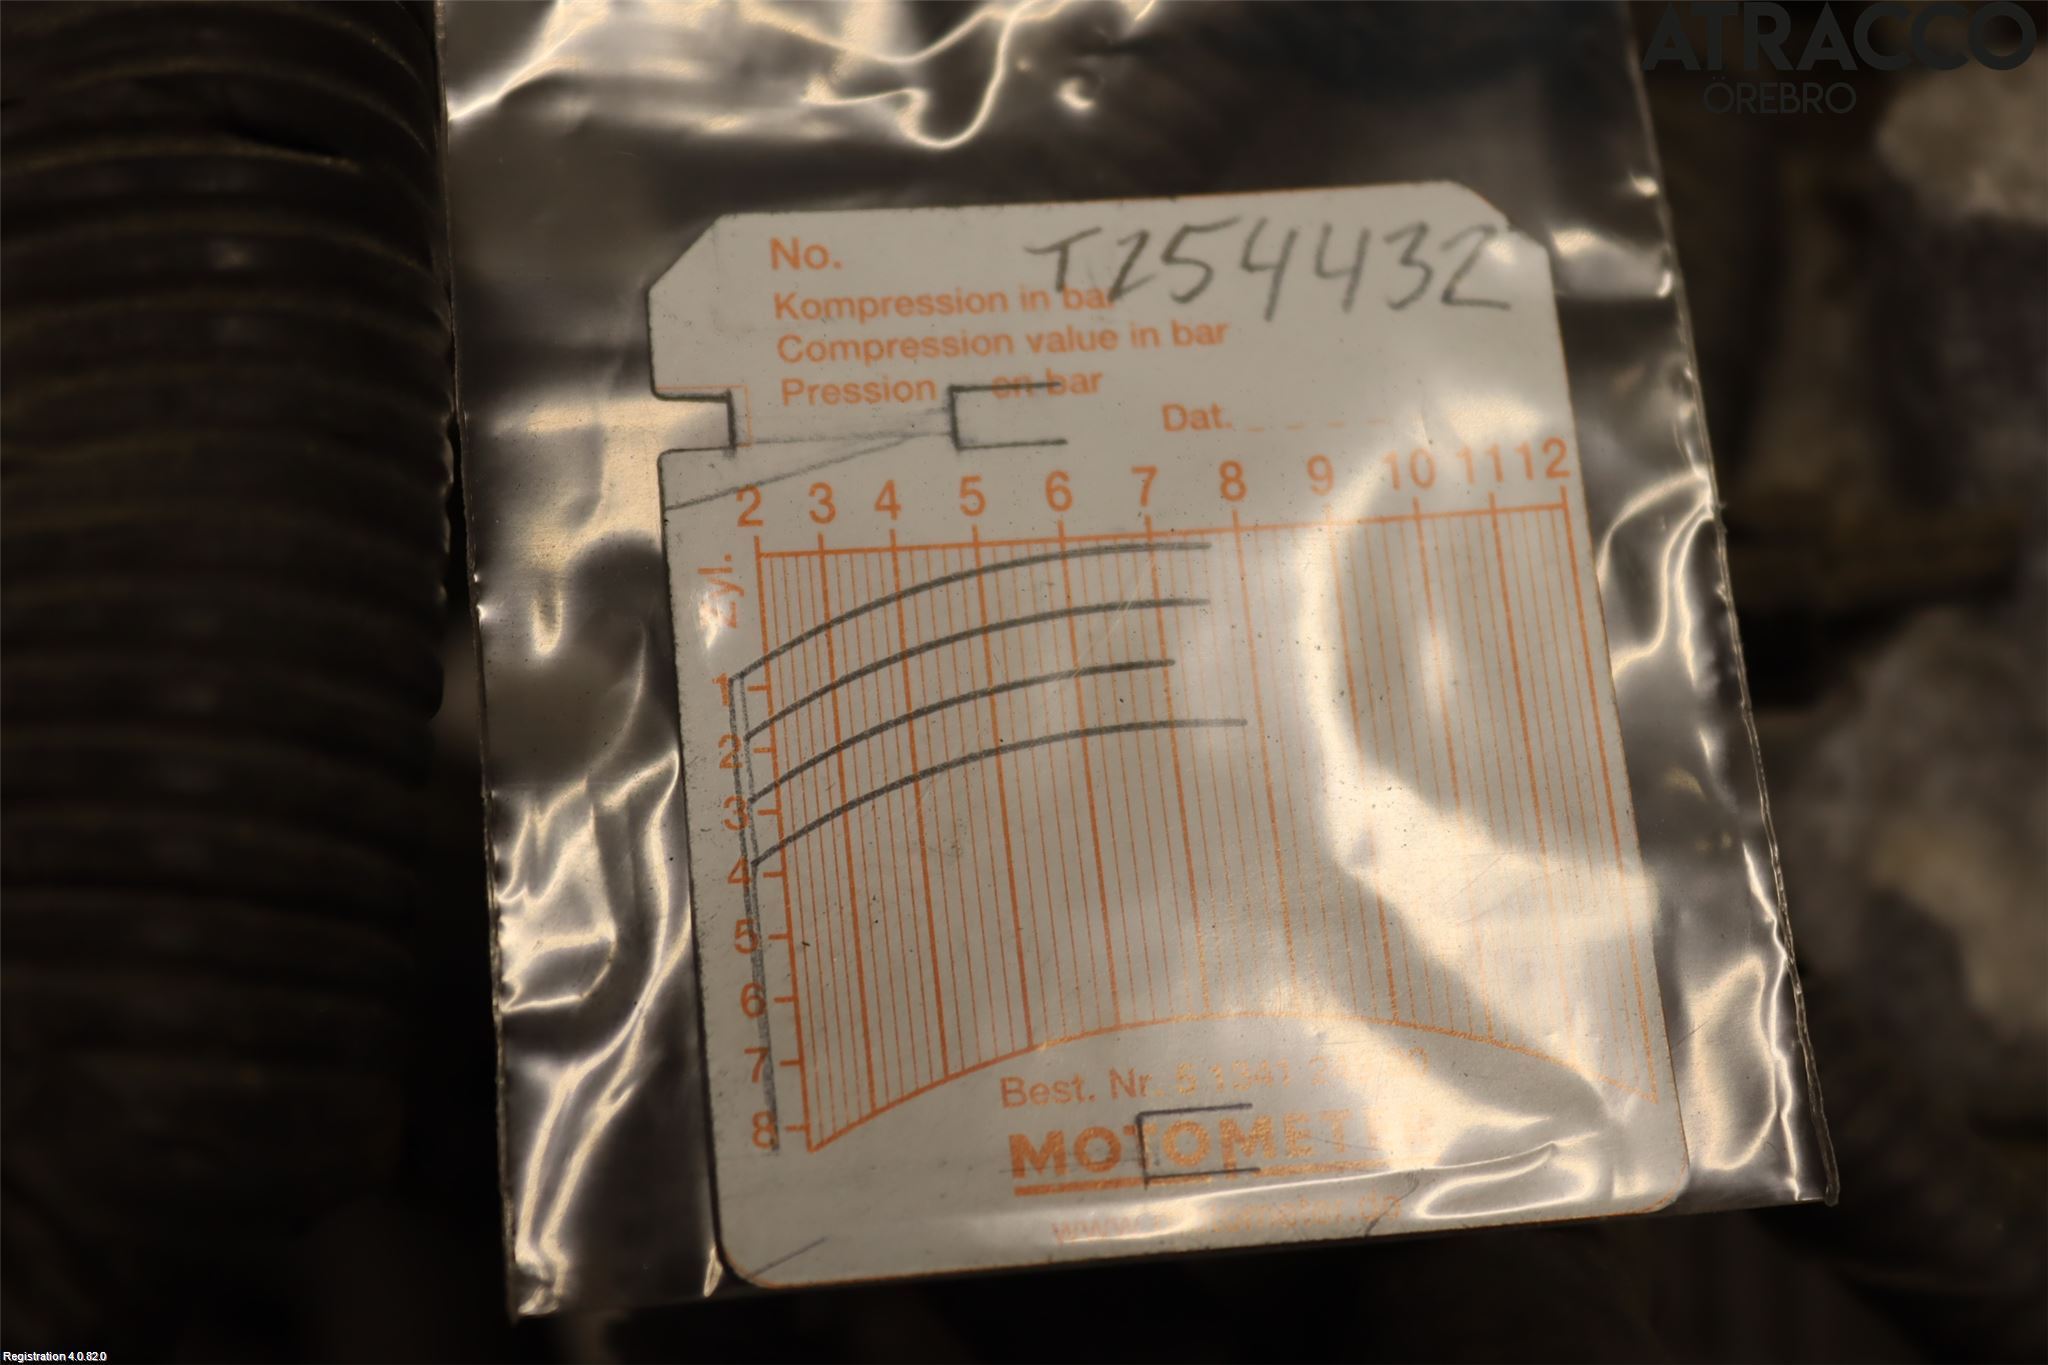 ATRACCO
ÖREBRO
No. T254432
Kompression in bar
Compression value in bar
Pression en bar
Dat.
2 3 4 5 6 7 8 9 10 11 12
Zyl.
1
2
3
4
5
6
7
8
Best. Nr.
MOTOMETER
Registration 4.0.82.0